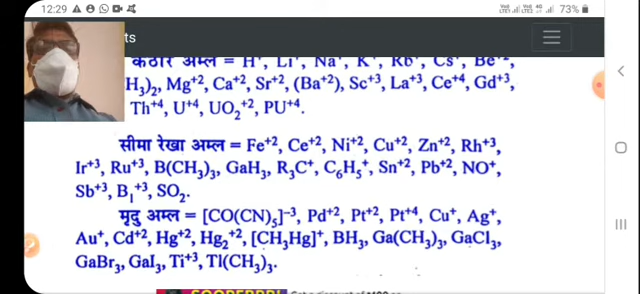 12:29
73%
ts
कठोर अम्ल = H⁺, Li⁺, Na⁺, K⁺, Rb⁺, Cs⁺, Be⁺²,
H₃)₂, Mg⁺², Ca⁺², Sr⁺², (Ba⁺²), Sc⁺³, La⁺³, Ce⁺⁴, Gd⁺³,
Th⁺⁴, U⁺⁴, UO₂⁺², PU⁺⁴.
सीमा रेखा अम्ल = Fe⁺², Ce⁺², Ni⁺², Cu⁺², Zn⁺², Rh⁺³,
Ir⁺³, Ru⁺³, B(CH₃)₃, GaH₃, R₃C⁺, C₆H₅⁺, Sn⁺², Pb⁺², NO⁺,
Sb⁺³, B₁⁺³, SO₂.
मृदु अम्ल = [CO(CN)₅]⁻³, Pd⁺², Pt⁺², Pt⁺⁴, Cu⁺, Ag⁺,
Au⁺, Cd⁺², Hg⁺², Hg₂⁺², [CH₃Hg]⁺, BH₃, Ga(CH₃)₃, GaCl₃,
GaBr₃, GaI₃, Ti⁺³, Tl(CH₃)₃.